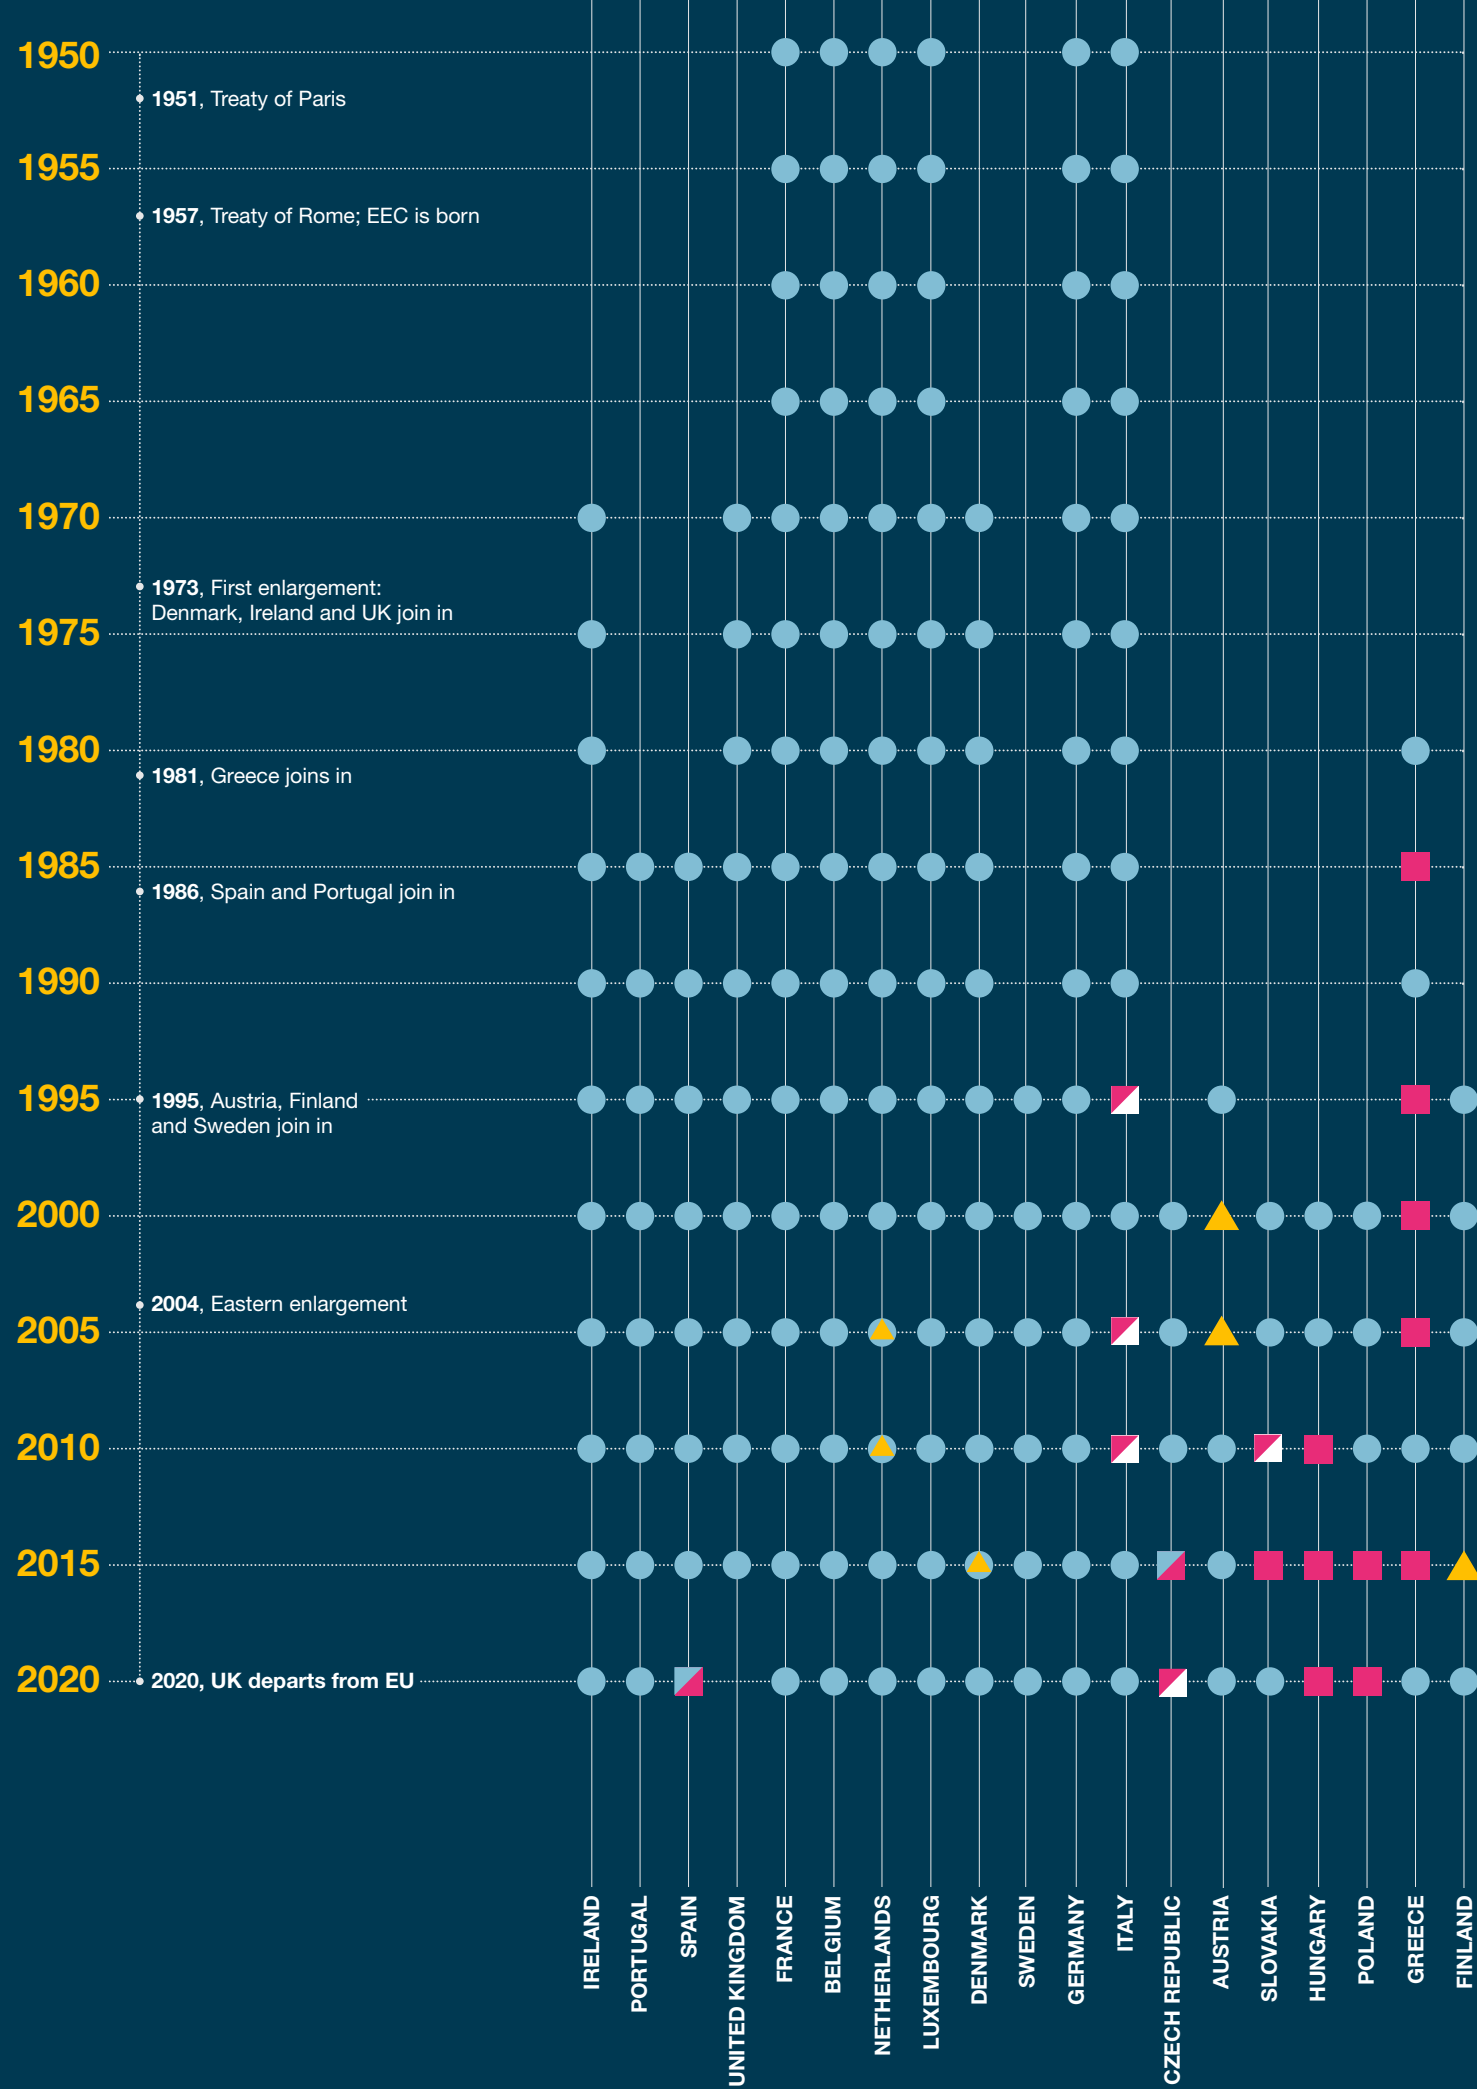 1950
1951, Treaty of Paris
1955
1957, Treaty of Rome; EEC is born
1960
1965
1970
1973, First enlargement:
Denmark, Ireland and UK join in
1975
1980
1981, Greece joins in
1985
1986, Spain and Portugal join in
1990
1995
1995, Austria, Finland
and Sweden join in
2000
2004, Eastern enlargement
2005
2010
2015
2020
2020, UK departs from EU
IRELAND
PORTUGAL
SPAIN
UNITED KINGDOM
FRANCE
BELGIUM
NETHERLANDS
LUXEMBOURG
DENMARK
SWEDEN
GERMANY
ITALY
CZECH REPUBLIC
AUSTRIA
SLOVAKIA
HUNGARY
POLAND
GREECE
FINLAND